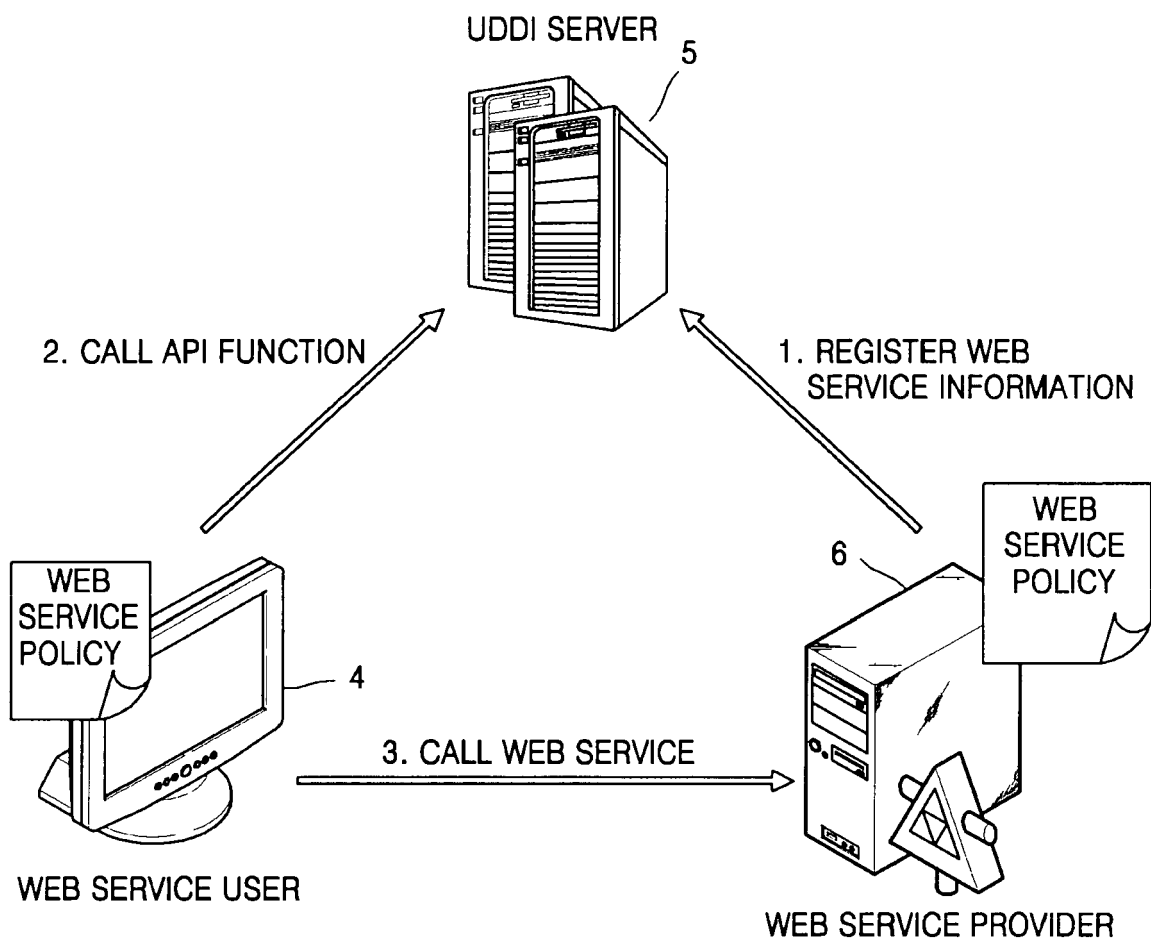 UDDI SERVER
5
2. CALL API FUNCTION
1. REGISTER WEB
SERVICE INFORMATION
WEB
SERVICE
POLICY
4
6
WEB
SERVICE
POLICY
3. CALL WEB SERVICE
WEB SERVICE USER
WEB SERVICE PROVIDER